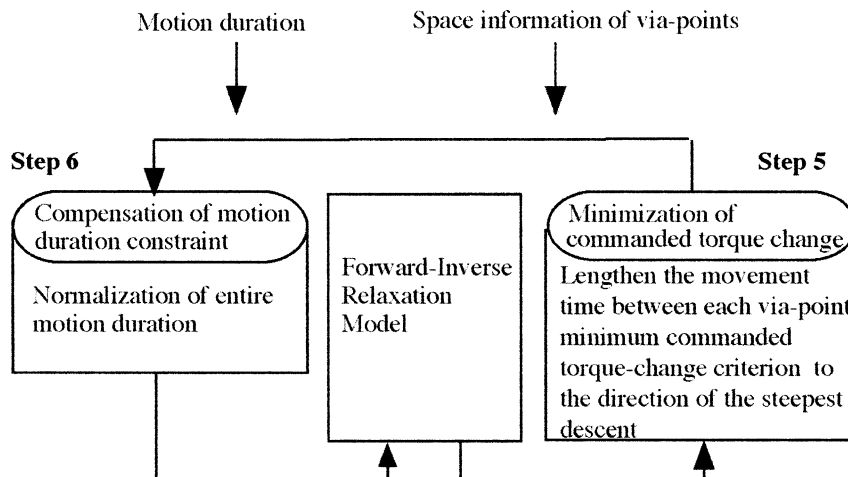 Motion duration
Space information of via-points
Step 6
Step 5
Compensation of motion
duration constraint
Normalization of entire
motion duration
Forward-Inverse
Relaxation
Model
Minimization of
commanded torque change
Lengthen the movement
time between each via-point
minimum commanded
torque-change criterion to
the direction of the steepest
descent